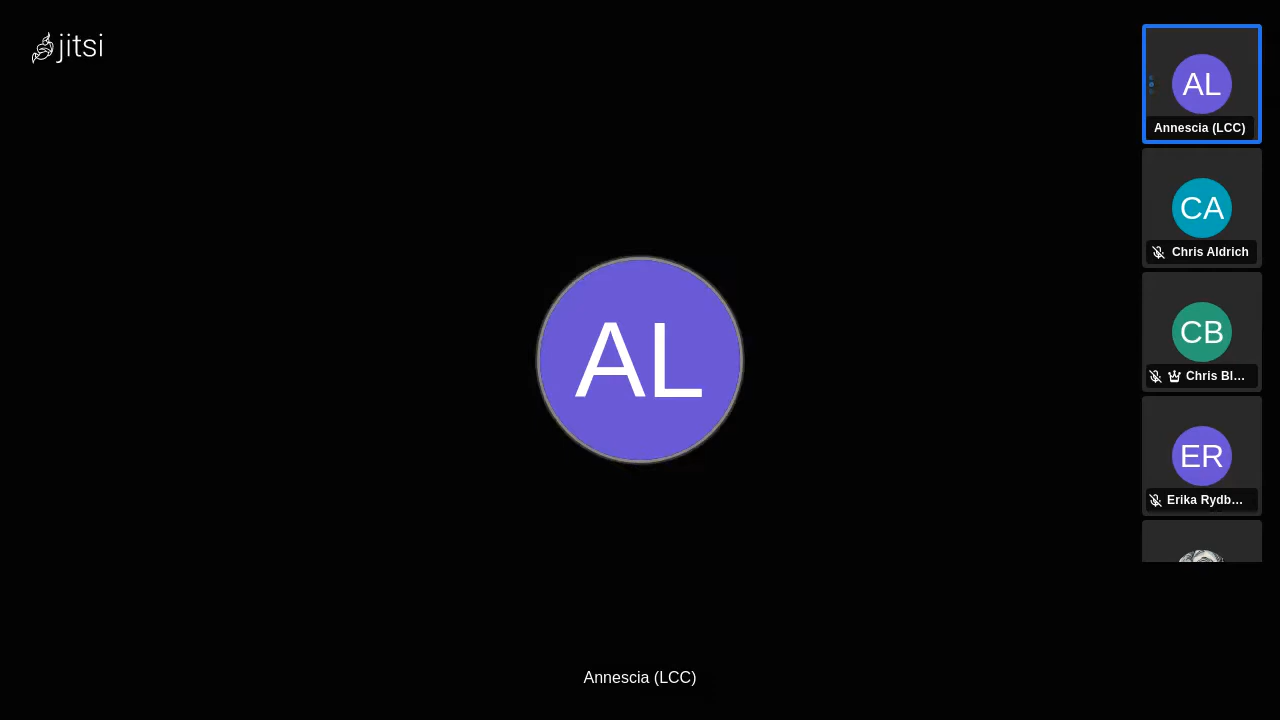 jitsi
AL
Annescia (LCC)
CA
Chris Aldrich
CB
Chris Bl...
ER
Erika Rydb...
AL
Annescia (LCC)